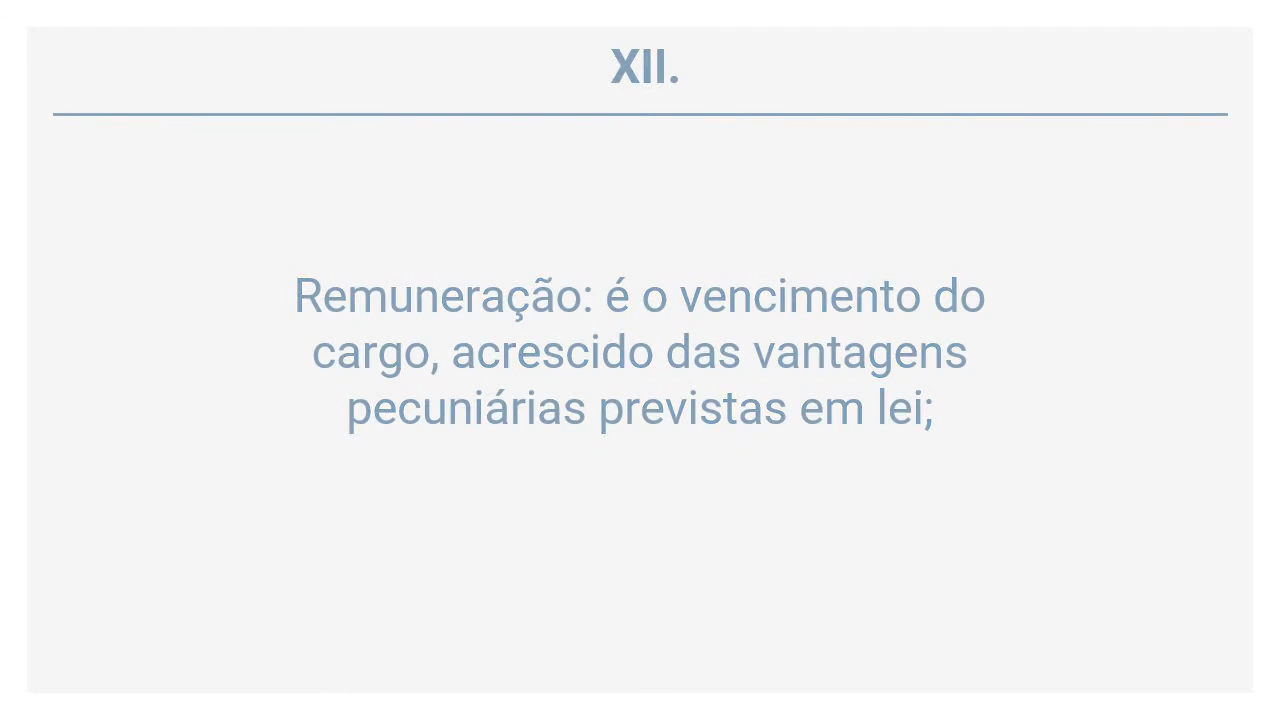 XII.
Remuneração: é o vencimento do
cargo, acrescido das vantagens
pecuniárias previstas em lei;